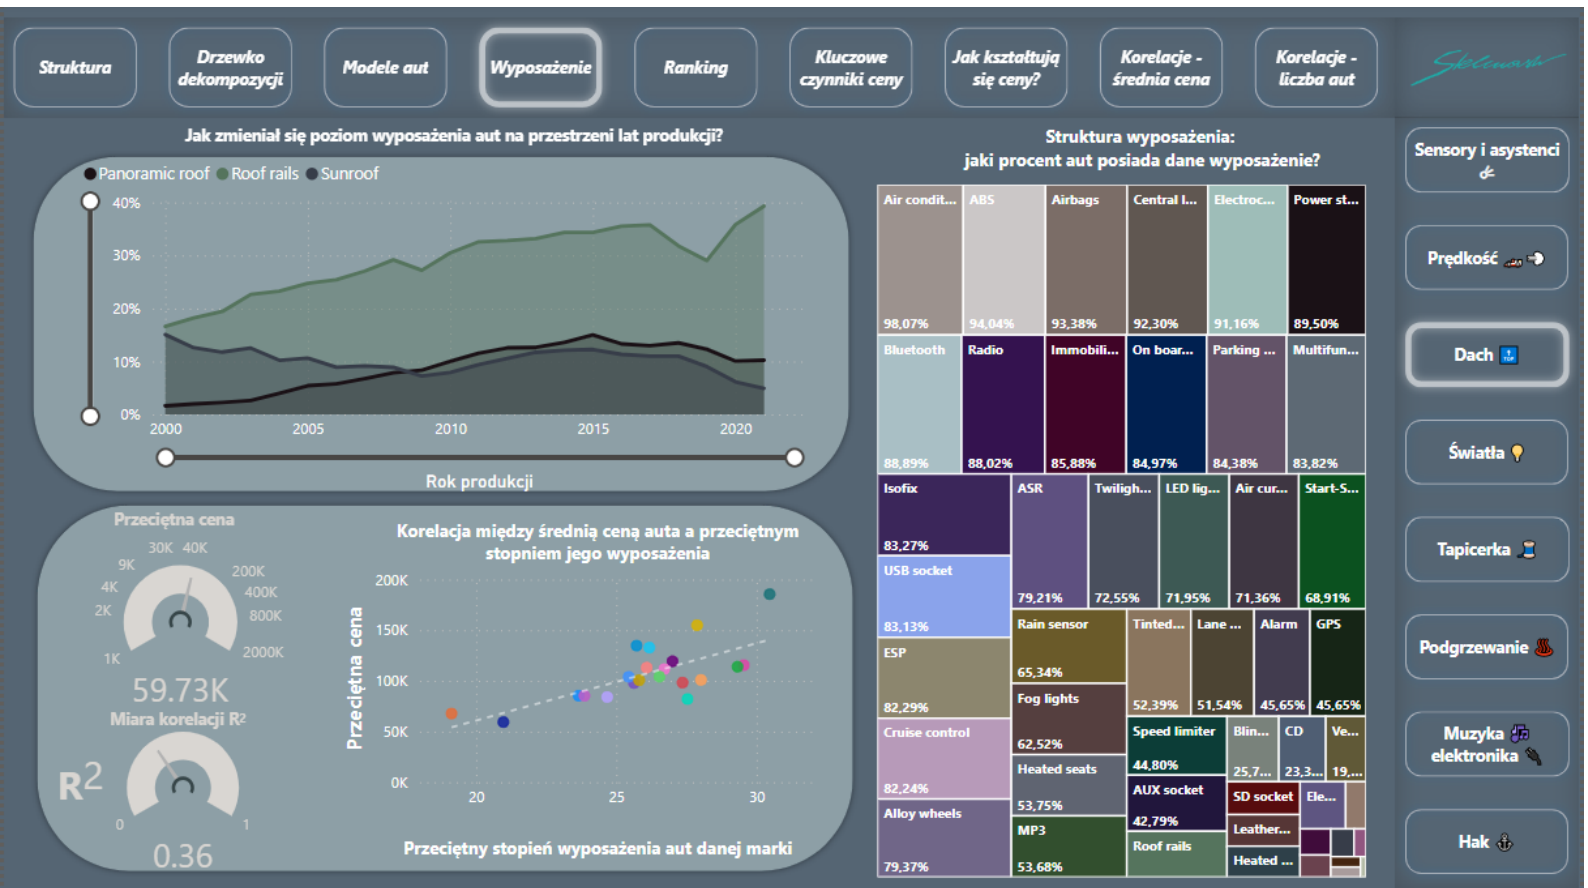 Struktura
Drzewko
dekompozycji
Modele aut
Wyposażenie
Ranking
Kluczowe
czynniki ceny
Jak kształtują
się ceny?
Korelacje -
średnia cena
Korelacje -
liczba aut
Jak zmieniał się poziom wyposażenia aut na przestrzeni lat produkcji?
Panoramic roof Roof rails Sunroof
40%
30%
20%
10%
0%
2000 2005 2010 2015 2020
Rok produkcji
Przeciętna cena
1K 2K 4K 9K 30K 40K 200K 400K 800K 2000K
59.73K
Miara korelacji R²
R²
0 1
0.36
Korelacja między średnią ceną auta a przeciętnym
stopniem jego wyposażenia
Przeciętna cena
200K
150K
100K
50K
0K
20 25 30
Przeciętny stopień wyposażenia aut danej marki
Struktura wyposażenia:
jaki procent aut posiada dane wyposażenie?
Air condit... ABS Airbags Central l... Electroc... Power st...
98,07% 94,04% 93,38% 92,30% 91,16% 89,50%
Bluetooth Radio Immobili... On boar... Parking ... Multifun...
88,89% 88,02% 85,88% 84,97% 84,38% 83,82%
Isofix
83,27%
USB socket
83,13%
ESP
82,29%
Cruise control
82,24%
Alloy wheels
79,37%
ASR Twiligh... LED lig... Air cur... Start-S...
79,21% 72,55% 71,95% 71,36% 68,91%
Rain sensor
65,34%
Fog lights
62,52%
Heated seats
53,75%
MP3
53,68%
Tinted... Lane ... Alarm GPS
52,39% 51,54% 45,65% 45,65%
Speed limiter
44,80%
AUX socket
42,79%
Roof rails
Blin... CD Ve...
25,7... 23,3... 19,...
SD socket Ele...
Leather...
Heated ...
Sensory i asystenci
Prędkość
Dach
TOP
Światła
Tapicerka
Podgrzewanie
Muzyka
elektronika
Hak